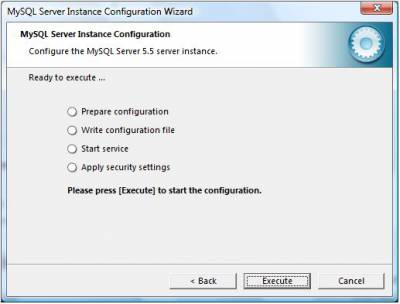 MySQL Server Instance Configuration Wizard
MySQL Server Instance Configuration
Configure the MySQL Server 5.5 server instance.
Ready to execute ...
Prepare configuration
Write configuration file
Start service
Apply security settings
Please press [Execute] to start the configuration.
< Back
Execute
Cancel